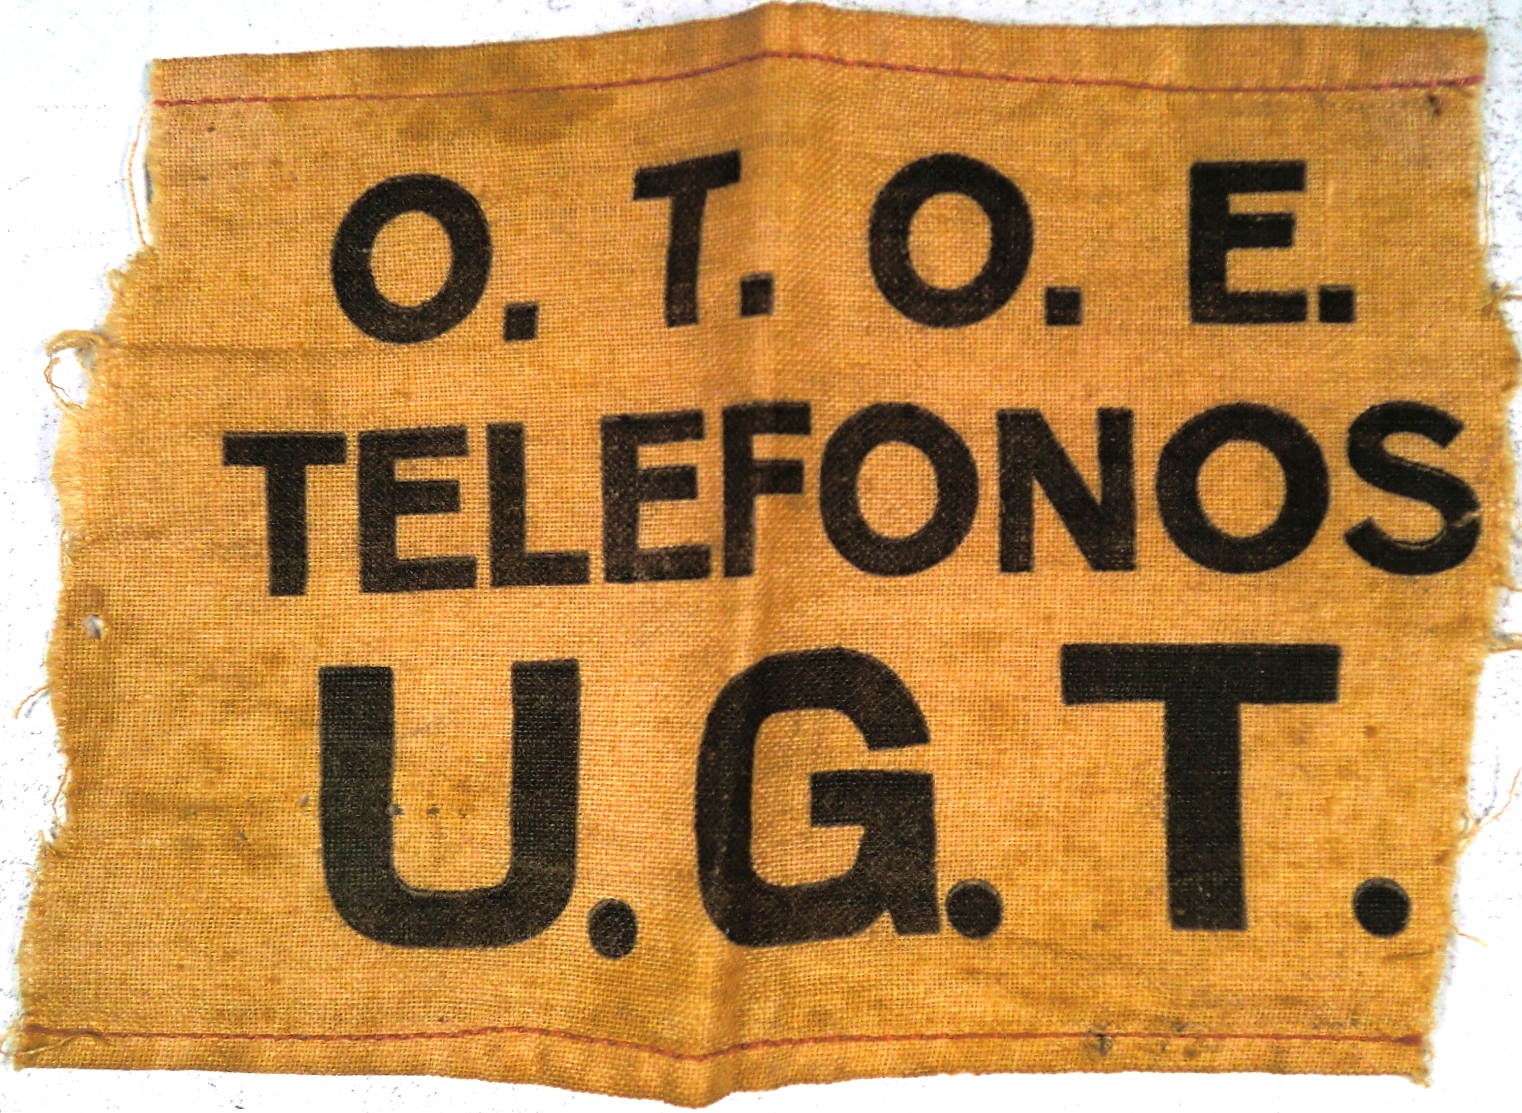 O. T. O. E.
TELEFONOS
U.G.T.